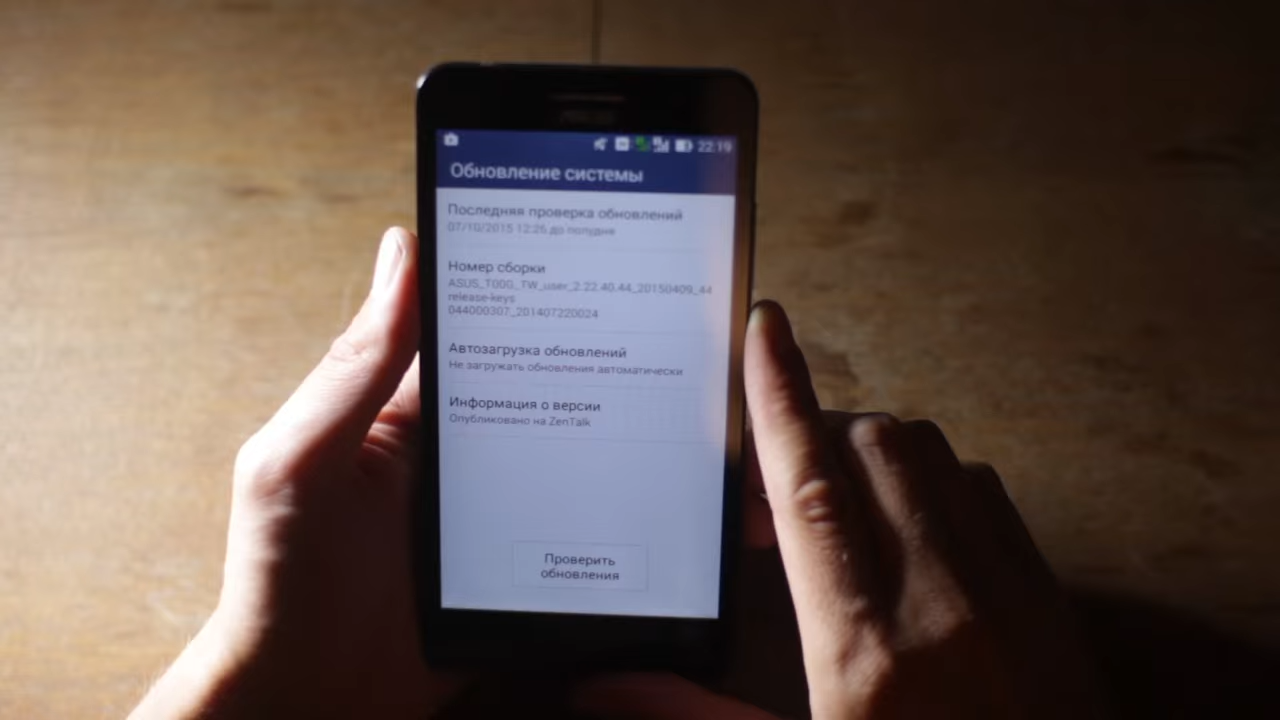 22:19
Обновление системы
Последняя проверка обновлений
07/10/2015 12:26 до полудня
Номер сборки
ASUS_T00G_TW_user_2.22.40.44_20150409_44
release-keys
044000307_201407220024
Автозагрузка обновлений
Не загружать обновления автоматически
Информация о версии
Опубликовано на ZenTalk
Проверить
обновления